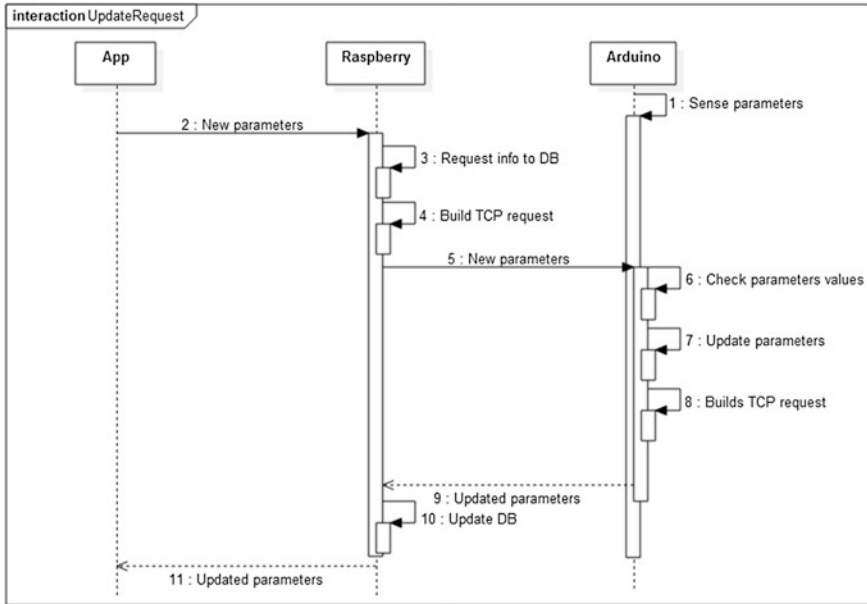 interaction UpdateRequest
App
Raspberry
Arduino
1 : Sense parameters
2 : New parameters
3 : Request info to DB
4 : Build TCP request
5 : New parameters
6 : Check parameters values
7 : Update parameters
8 : Builds TCP request
9 : Updated parameters
10 : Update DB
11 : Updated parameters